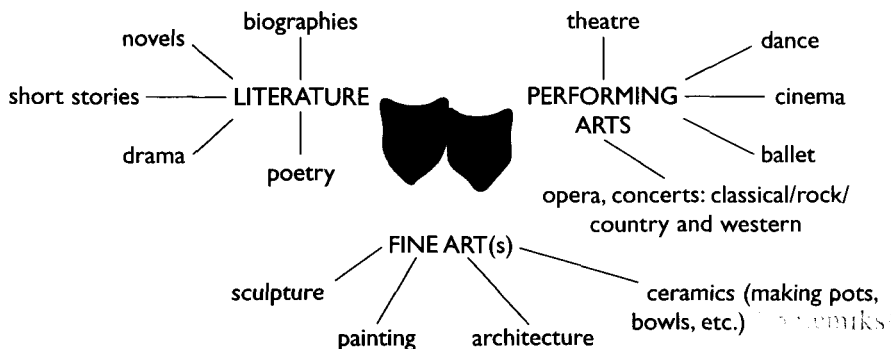 biographies
novels
short stories
LITERATURE
drama
poetry
theatre
dance
PERFORMING
ARTS
cinema
ballet
opera, concerts: classical/rock/
country and western
FINE ART(s)
sculpture
painting
architecture
ceramics (making pots,
bowls, etc.)